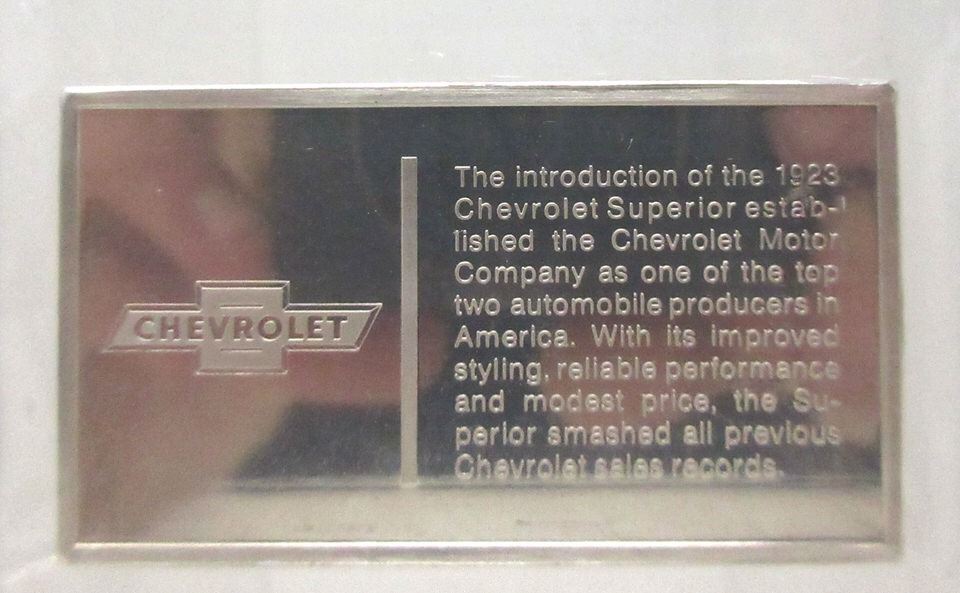 CHEVROLET
The introduction of the 1923
Chevrolet Superior estab-
lished the Chevrolet Motor
Company as one of the top
two automobile producers in
America. With its improved
styling, reliable performance
and modest price, the Su-
perior smashed all previous
Chevrolet sales records.